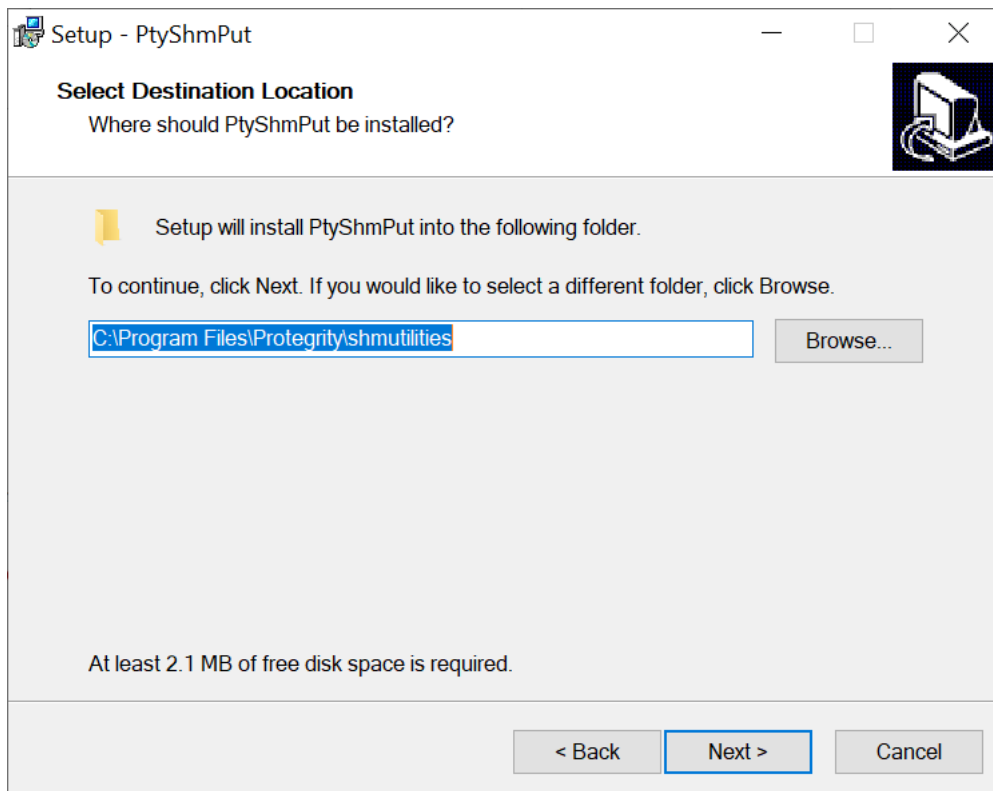 Setup - PtyShmPut
Select Destination Location
Where should PtyShmPut be installed?
Setup will install PtyShmPut into the following folder.
To continue, click Next. If you would like to select a different folder, click Browse.
C:\Program Files\Protegrity\shmutilities
Browse...
At least 2.1 MB of free disk space is required.
< Back
Next >
Cancel